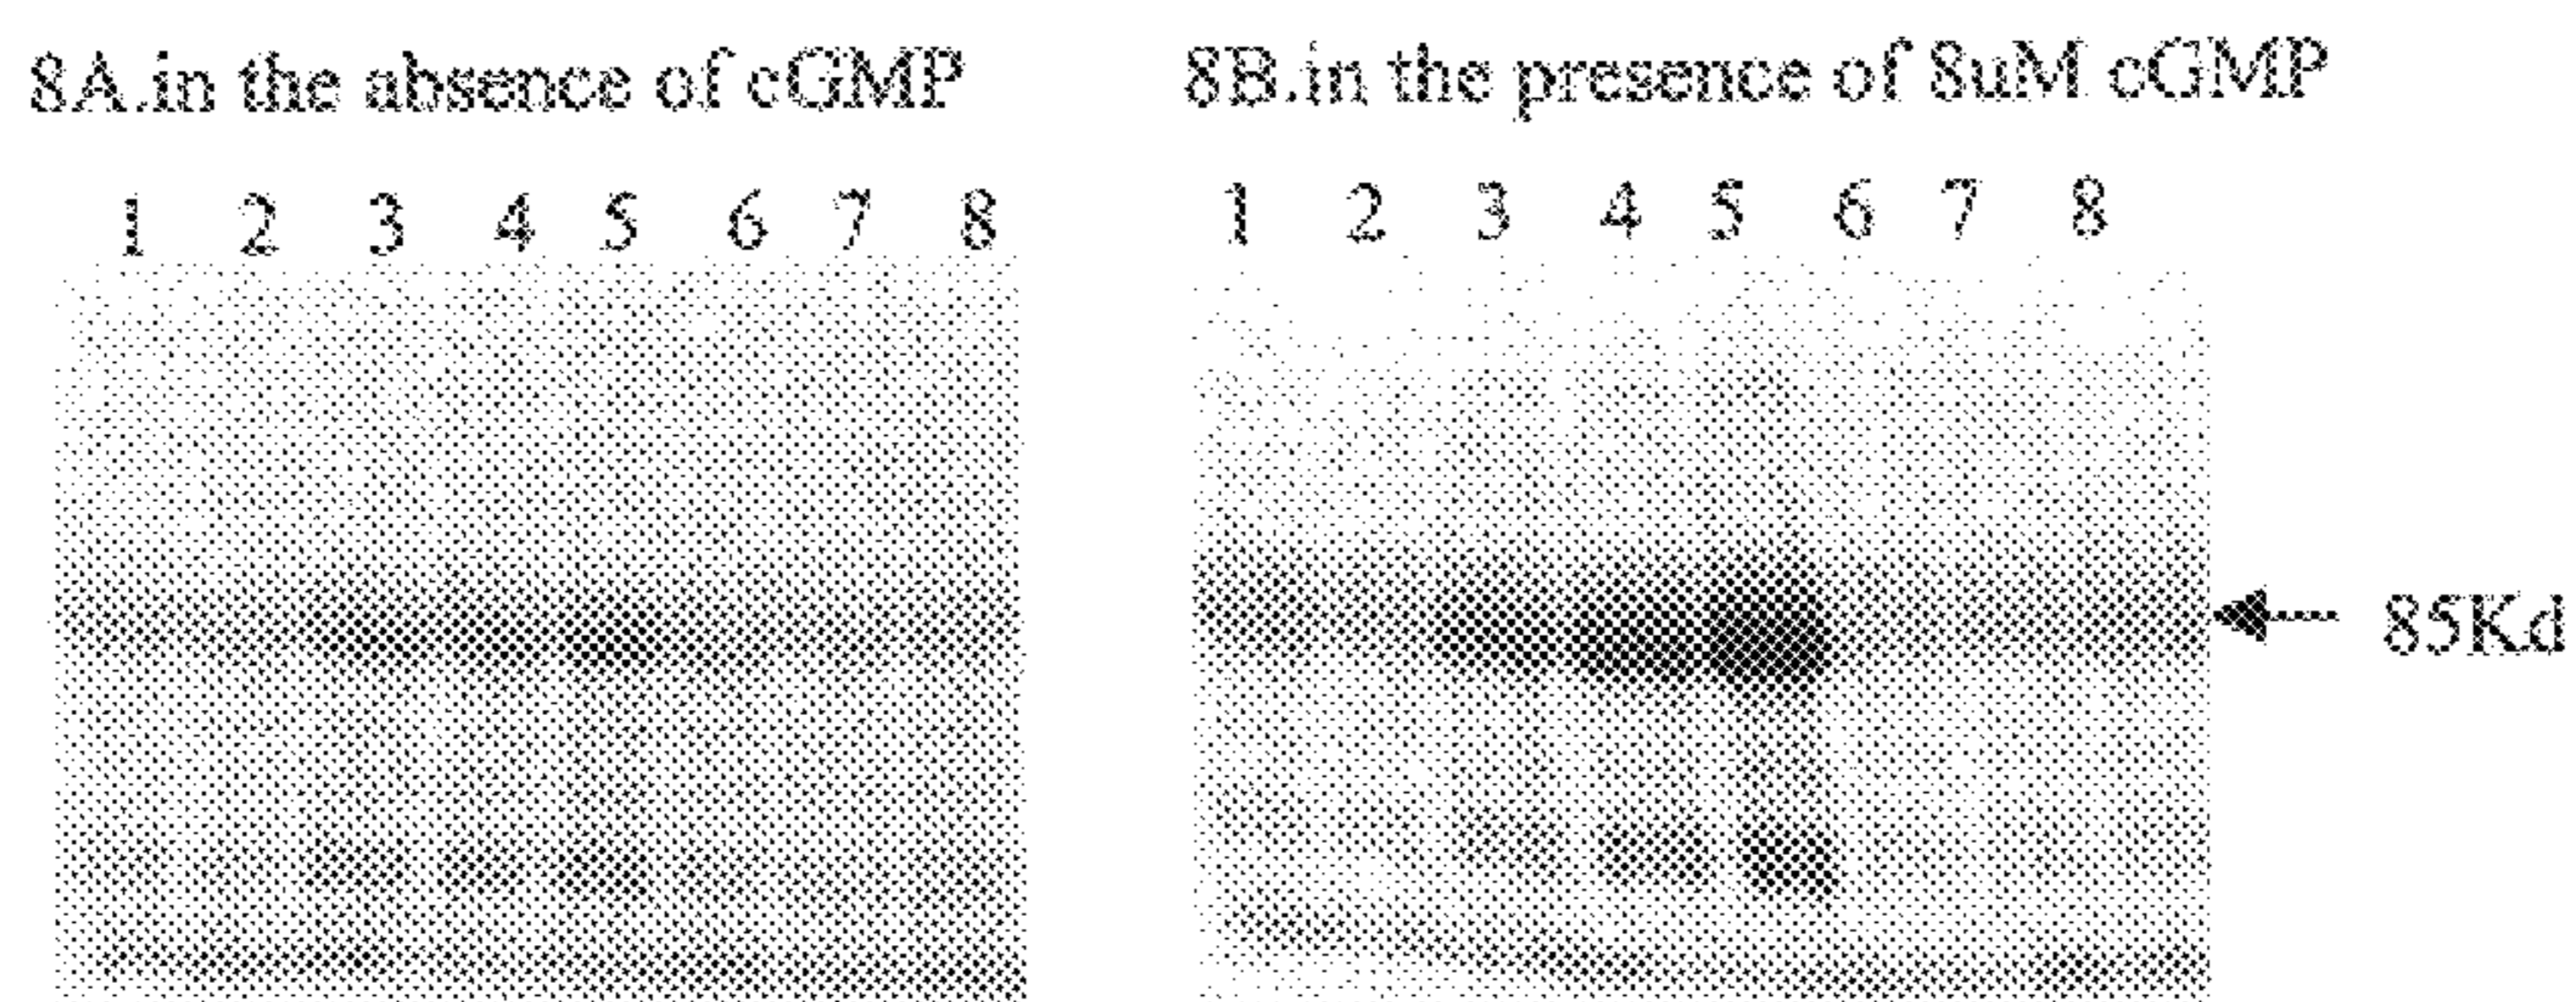 8A.in the absence of cGMP
8B.in the presence of 8uM cGMP
1 2 3 4 5 6 7 8
1 2 3 4 5 6 7 8
85Kd